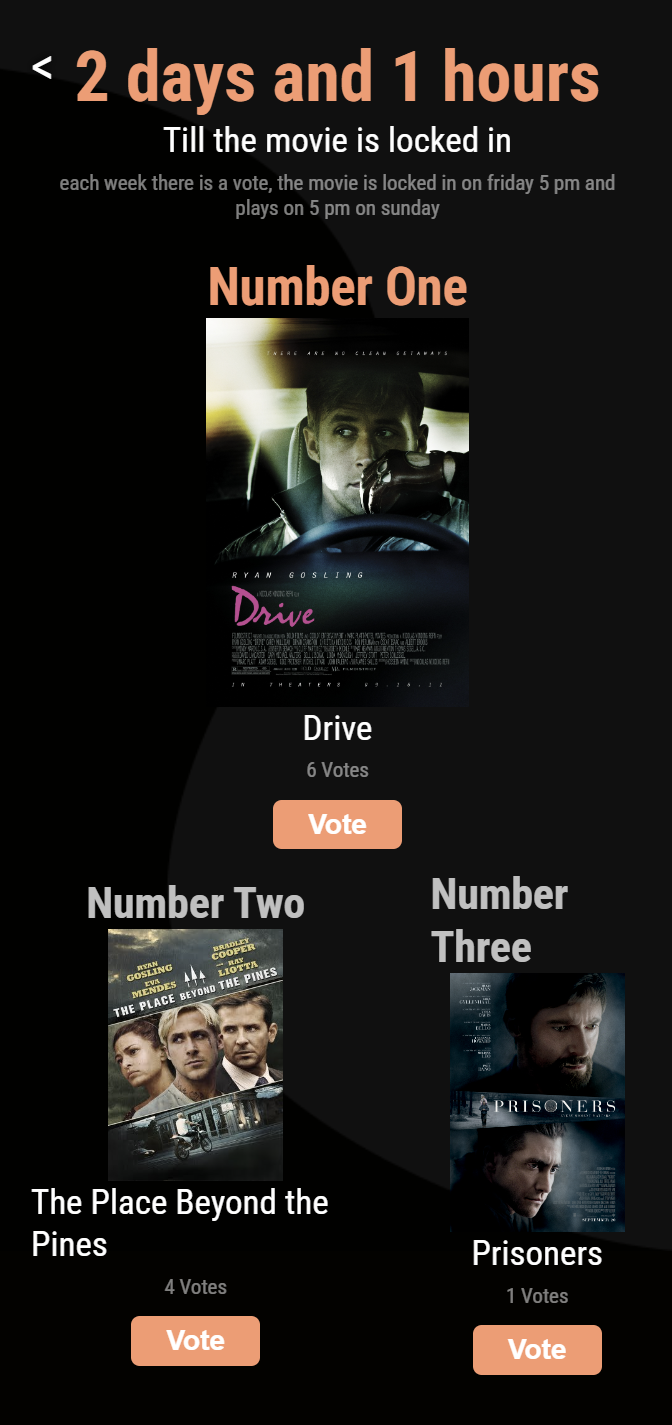 <
2 days and 1 hours
Till the movie is locked in
each week there is a vote, the movie is locked in on friday 5 pm and
plays on 5 pm on sunday
Number One
THERE ARE NO CLEAN GETAWAYS
RYAN GOSLING
Drive
IN THEATERS 09.16.11
Drive
6 Votes
Vote
Number Two
RYAN
GOSLING
BRADLEY
COOPER
EVA
MENDES
RAY
LIOTTA
THE PLACE BEYOND THE PINES
The Place Beyond the
Pines
4 Votes
Vote
Number
Three
PRISONERS
Prisoners
1 Votes
Vote